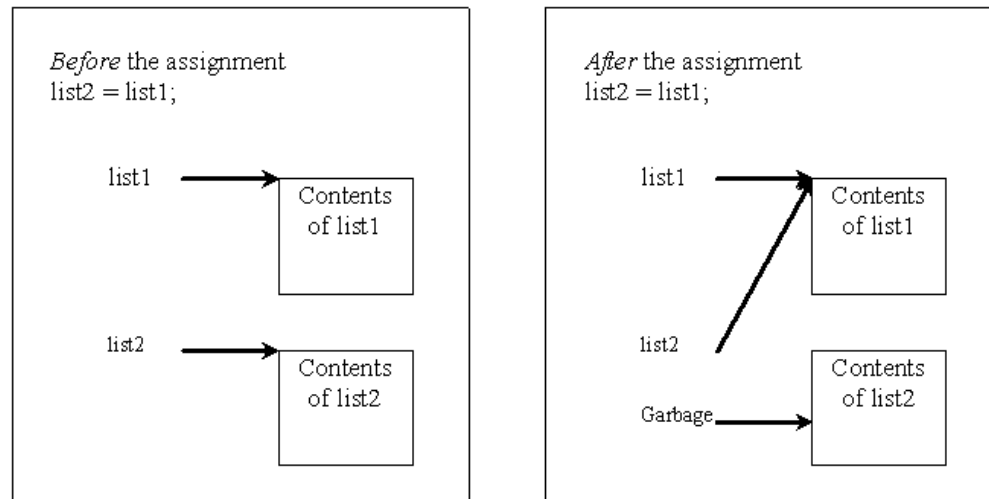 Before the assignment
list2 = list1;
list1
Contents
of list1
list2
Contents
of list2
After the assignment
list2 = list1;
list1
Contents
of list1
list2
Contents
of list2
Garbage